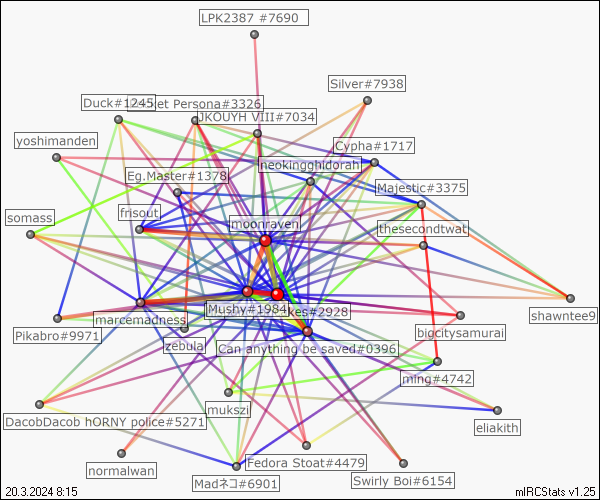 LPK2387 #7690
Silver#7938
Duck#1245
et Persona#3326
JKOUYH VIII#7034
yoshimanden
Cypha#1717
neokingghidorah
Eg.Master#1378
Majestic#3375
frisout
somass
moonraven
thesecondtwat
Mushy#1984
kes#2928
shawntee9
marcemadness
bigcitysamurai
Pikabro#9971
zebula
Can anything be saved#0396
ming#4742
mukszi
DacobDacob hORNY police#5271
eliakith
Fedora Stoat#4479
normalwan
Swirly Boi#6154
Madネコ#6901
20.3.2024 8:15
mIRCStats v1.25